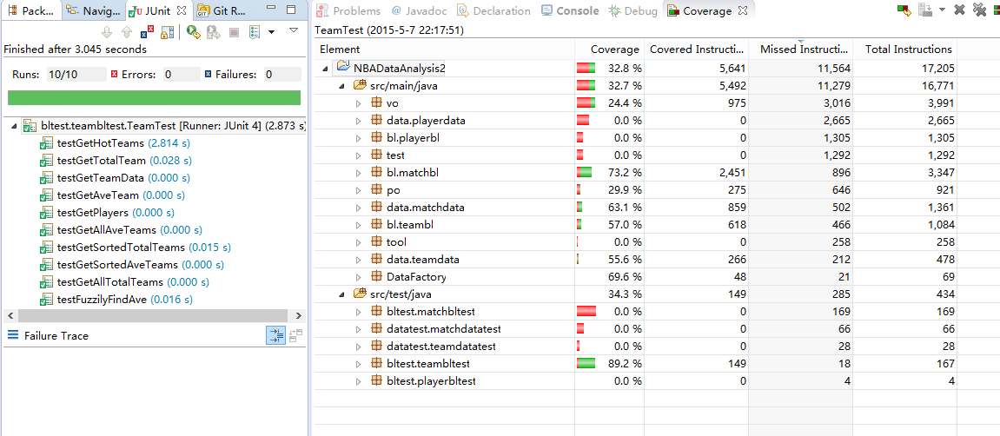 Pack... Navig... JUnit Git R...
Finished after 3.045 seconds
Runs: 10/10 Errors: 0 Failures: 0
bltest.teambltest.TeamTest [Runner: JUnit 4] (2.873 s)
testGetHotTeams (2.814 s)
testGetTotalTeam (0.028 s)
testGetTeamData (0.000 s)
testGetAveTeam (0.000 s)
testGetPlayers (0.000 s)
testGetAllAveTeams (0.000 s)
testGetSortedTotalTeams (0.015 s)
testGetSortedAveTeams (0.000 s)
testGetAllTotalTeams (0.000 s)
testFuzzilyFindAve (0.016 s)
Failure Trace
Problems @ Javadoc Declaration Console Debug Coverage
TeamTest (2015-5-7 22:17:51)
Element Coverage Covered Instructi... Missed Instructi... Total Instructions
NBADataAnalysis2 32.8 % 5,641 11,564 17,205
src/main/java 32.7 % 5,492 11,279 16,771
vo 24.4 % 975 3,016 3,991
data.playerdata 0.0 % 0 2,665 2,665
bl.playerbl 0.0 % 0 1,305 1,305
test 0.0 % 0 1,292 1,292
bl.matchbl 73.2 % 2,451 896 3,347
po 29.9 % 275 646 921
data.matchdata 63.1 % 859 502 1,361
bl.teambl 57.0 % 618 466 1,084
tool 0.0 % 0 258 258
data.teamdata 55.6 % 266 212 478
DataFactory 69.6 % 48 21 69
src/test/java 34.3 % 149 285 434
bltest.matchbltest 0.0 % 0 169 169
datatest.matchdatatest 0.0 % 0 66 66
datatest.teamdatatest 0.0 % 0 28 28
bltest.teambltest 89.2 % 149 18 167
bltest.playerbltest 0.0 % 0 4 4